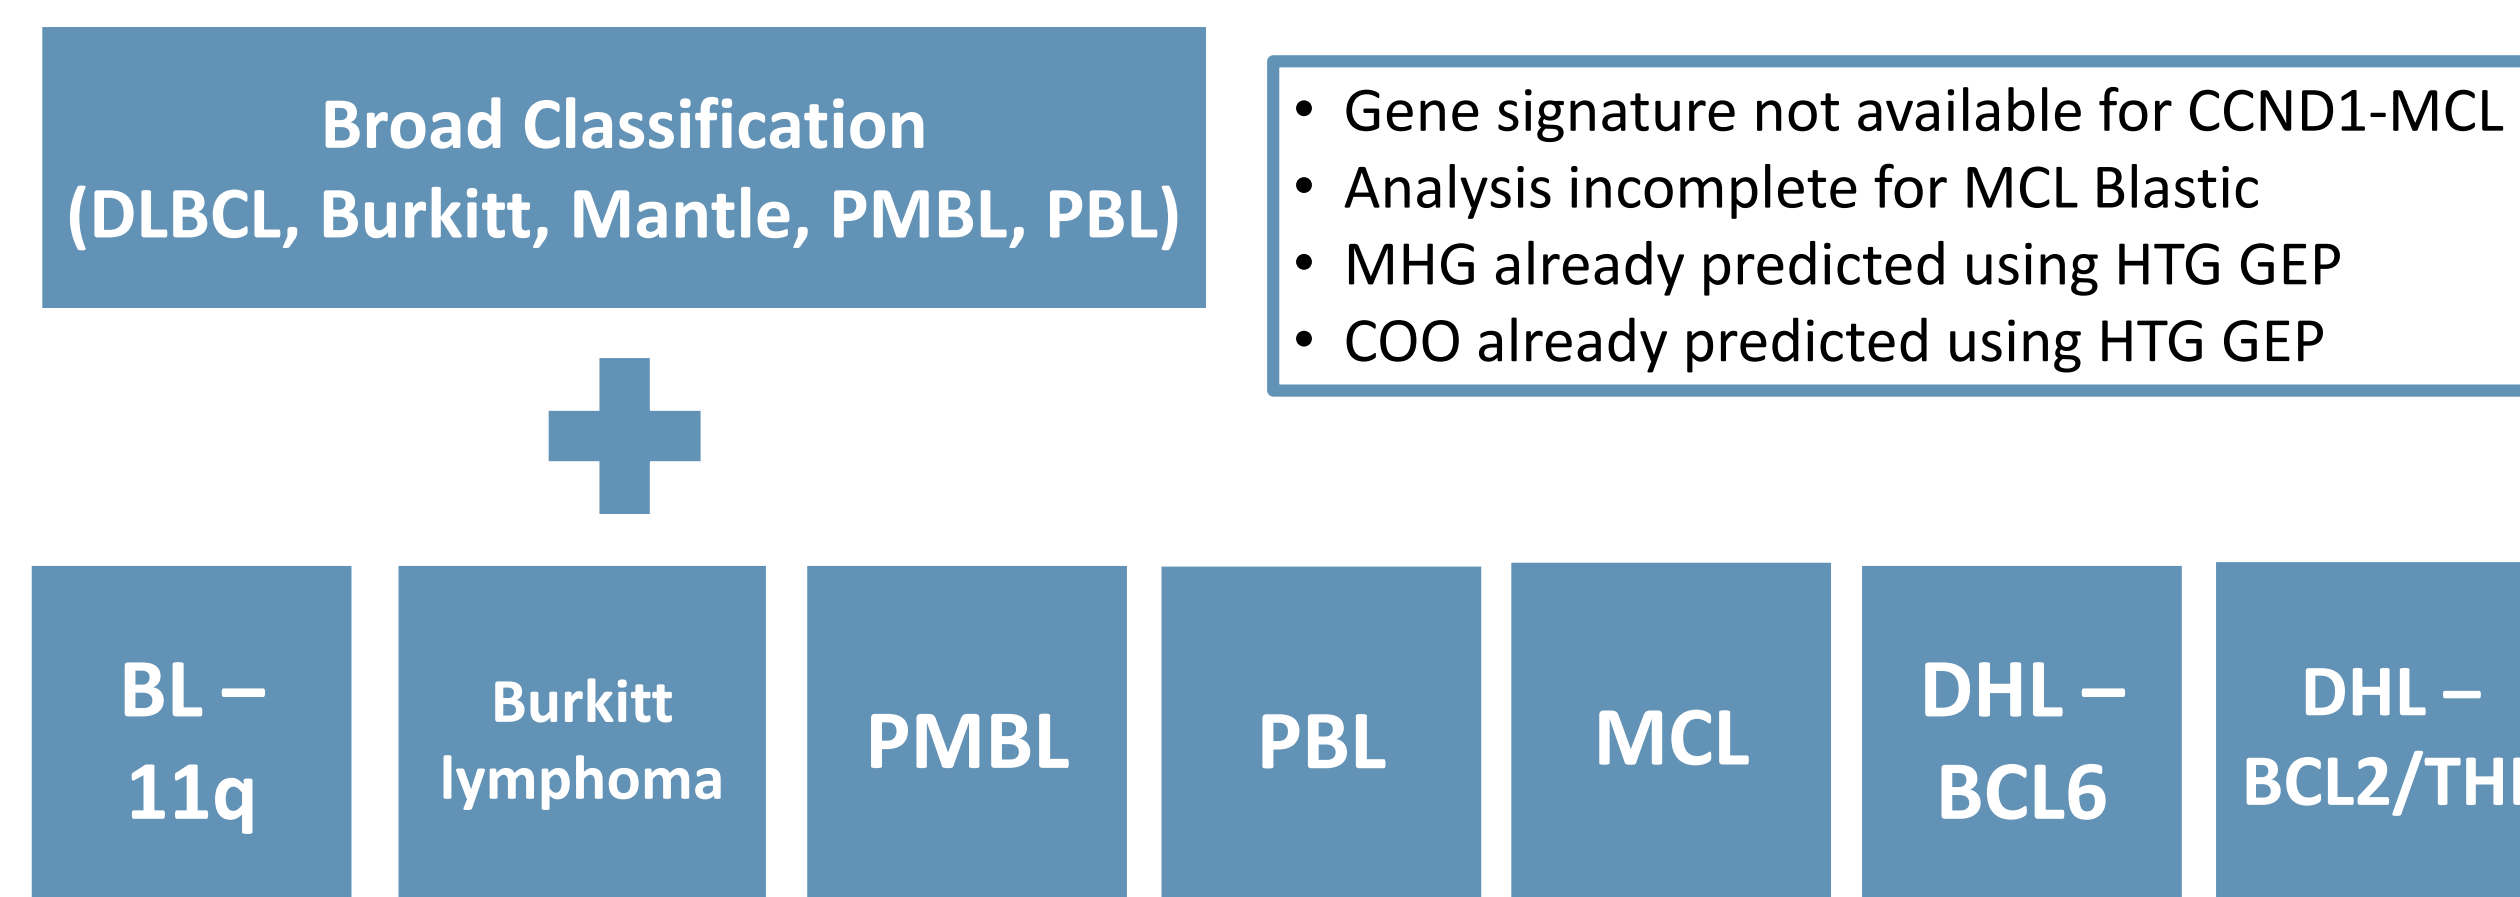 Broad Classification
(DLBCL, Burkitt, Mantle, PMBL, PBL)
• Gene signature not available for CCND1-MCL
• Analysis incomplete for MCL Blastic
• MHG already predicted using HTG GEP
• COO already predicted using HTG GEP
BL –
11q
Burkitt
lymphoma
PMBL
PBL
MCL
DHL –
BCL6
DHL –
BCL2/THL